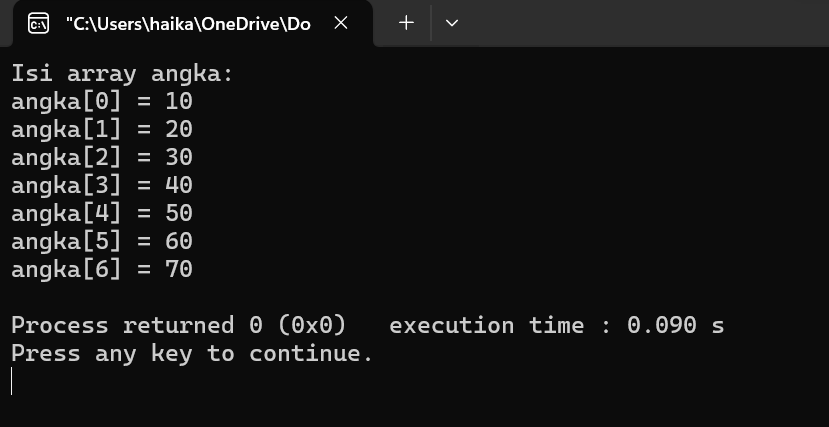 "C:\Users\haika\OneDrive\Do
Isi array angka:
angka[0] = 10
angka[1] = 20
angka[2] = 30
angka[3] = 40
angka[4] = 50
angka[5] = 60
angka[6] = 70
Process returned 0 (0x0)   execution time : 0.090 s
Press any key to continue.